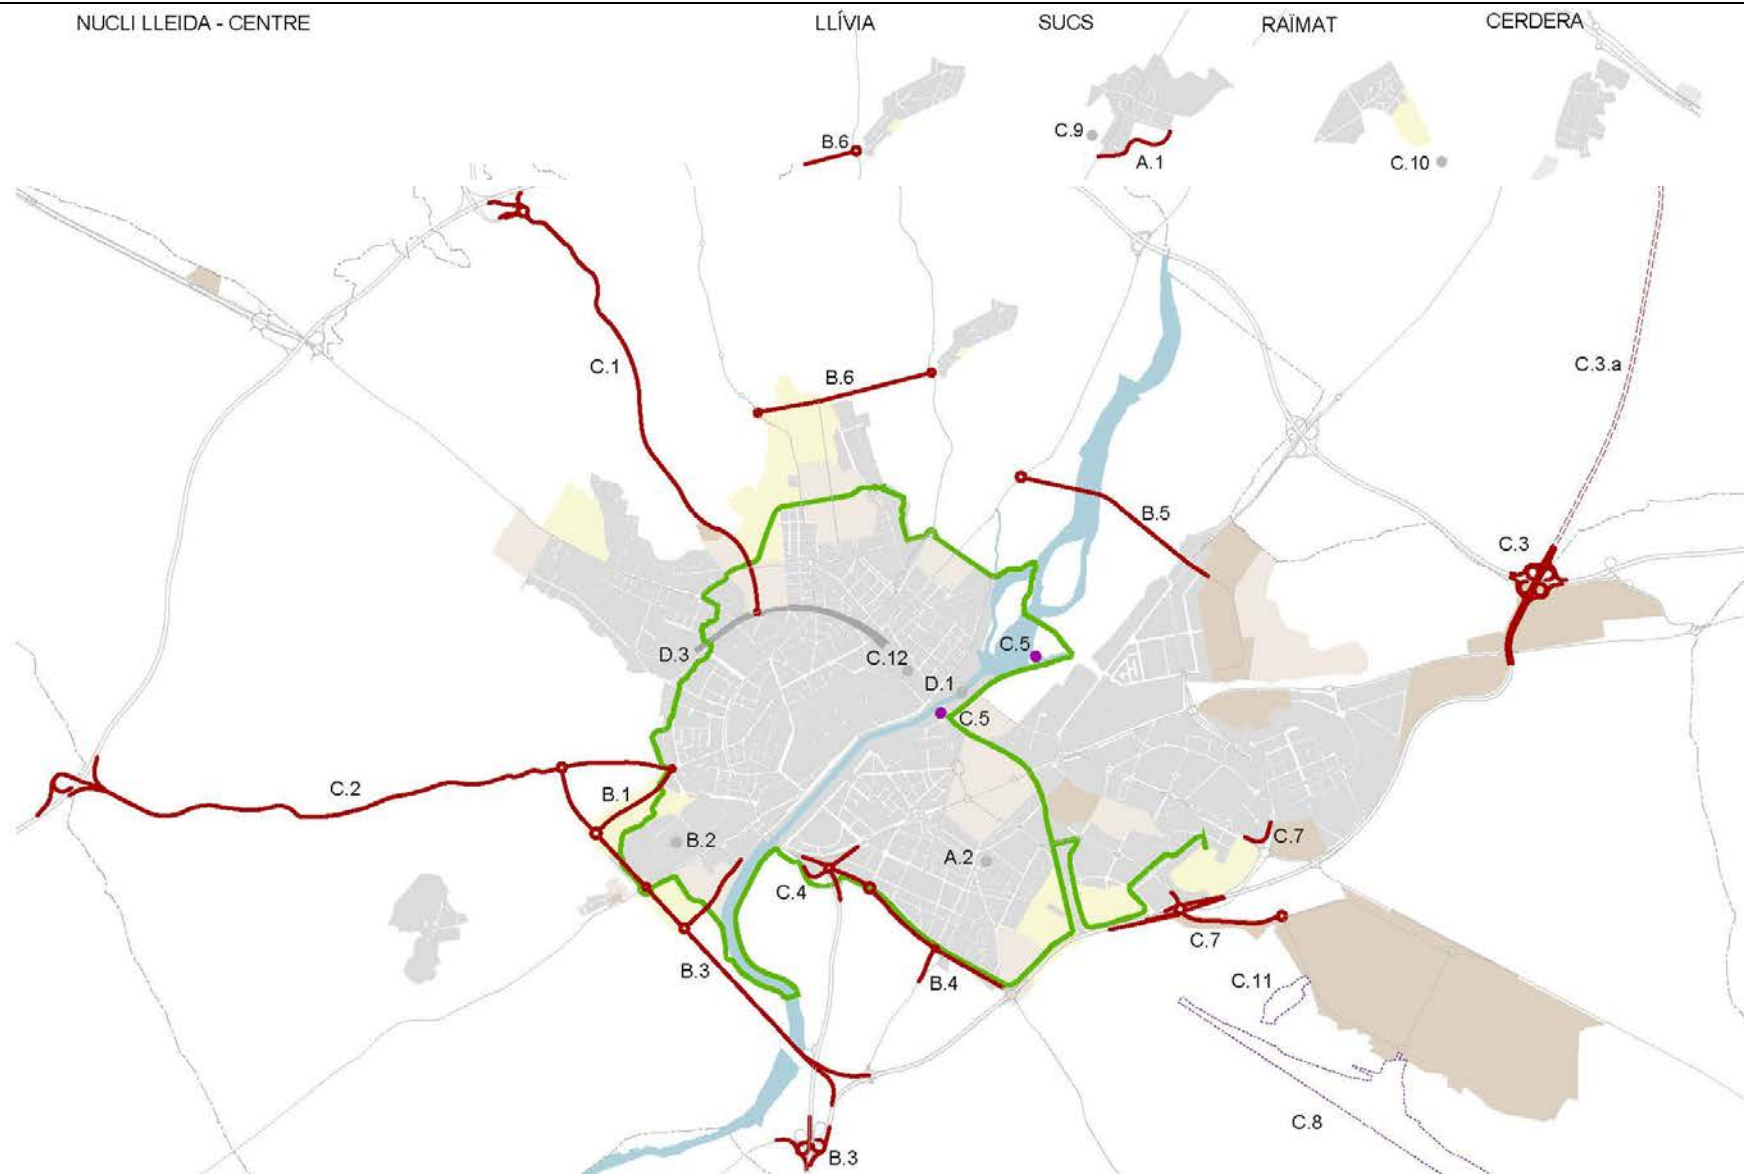 NUCLI LLEIDA - CENTRE
LLÍVIA
SUCS
RAÏMAT
CERDERA
B.6
C.9
A.1
C.10
C.1
B.6
C.3.a
B.5
C.3
D.3
C.12
C.5
D.1
C.5
C.2
B.1
B.2
A.2
C.4
C.7
C.7
B.3
B.4
C.11
C.8
B.3